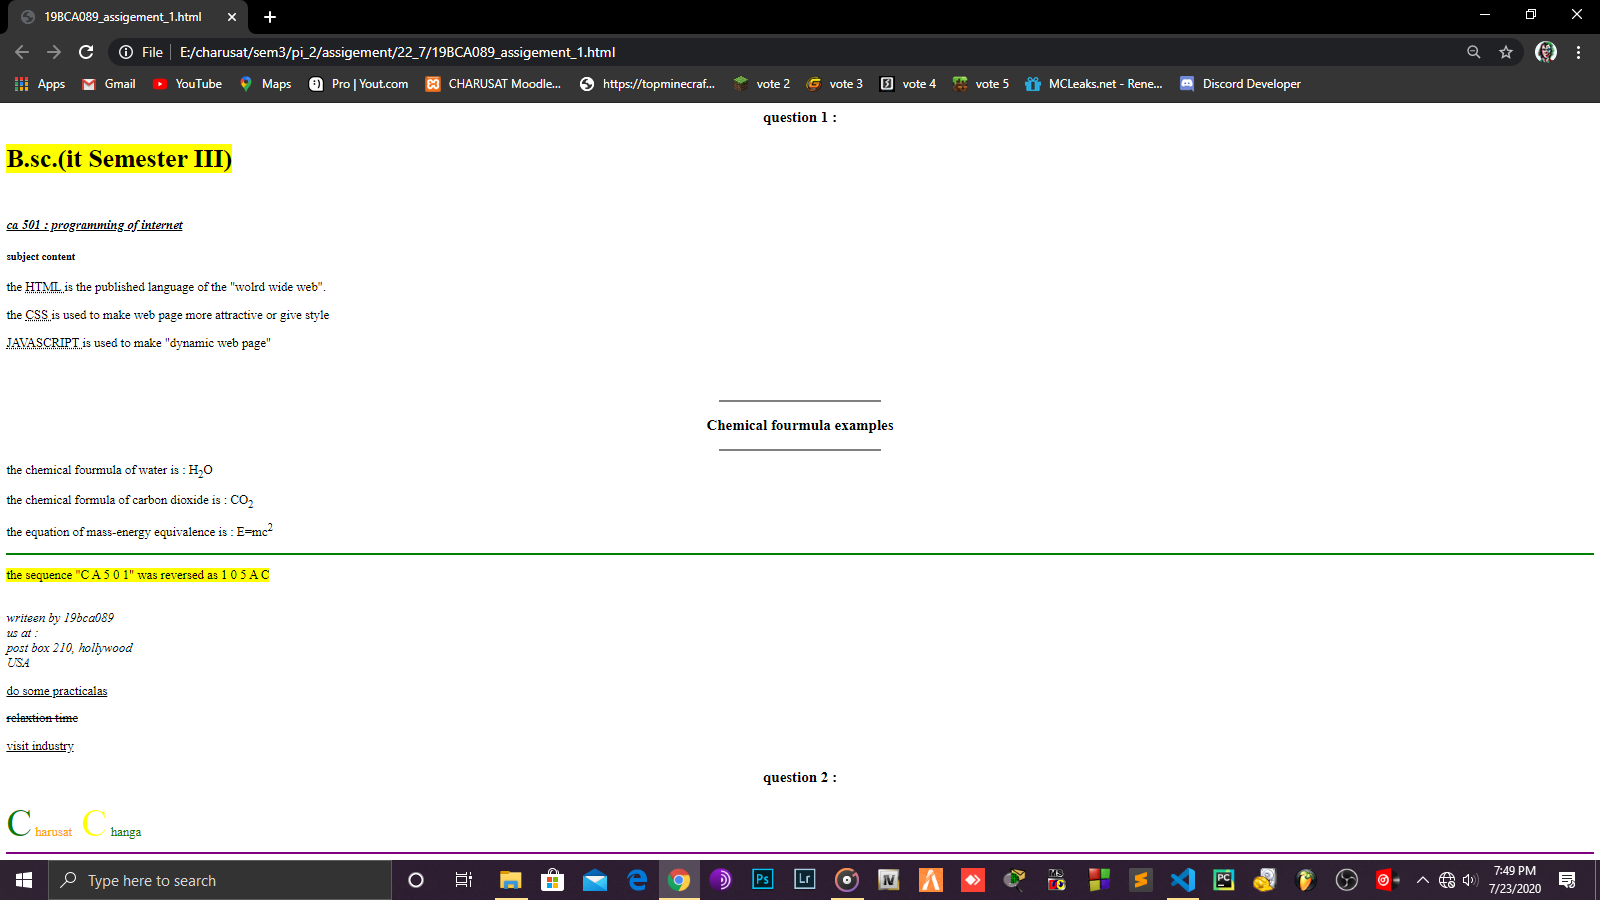 19BCA089_assigement_1.html
File E:/charusat/sem3/pi_2/assigement/22_7/19BCA089_assigement_1.html
Apps Gmail YouTube Maps Pro | Yout.com CHARUSAT Moodle... https://topminecraf... vote 2 vote 3 vote 4 vote 5 MCLeaks.net - Rene... Discord Developer
question 1 :
B.sc.(it Semester III)
ca 501 : programming of internet
subject content
the HTML is the published language of the "wolrd wide web".
the CSS is used to make web page more attractive or give style
JAVASCRIPT is used to make "dynamic web page"
Chemical fourmula examples
the chemical fourmula of water is : H₂O
the chemical formula of carbon dioxide is : CO₂
the equation of mass-energy equivalence is : E=mc²
the sequence "C A 5 0 1" was reversed as 1 0 5 A C
writeen by 19bca089
us at :
post box 210, hollywood
USA
do some practicalas
relaxtion time
visit industry
question 2 :
Charusat Changa
Type here to search
Ps Lr IV PC
7:49 PM
7/23/2020